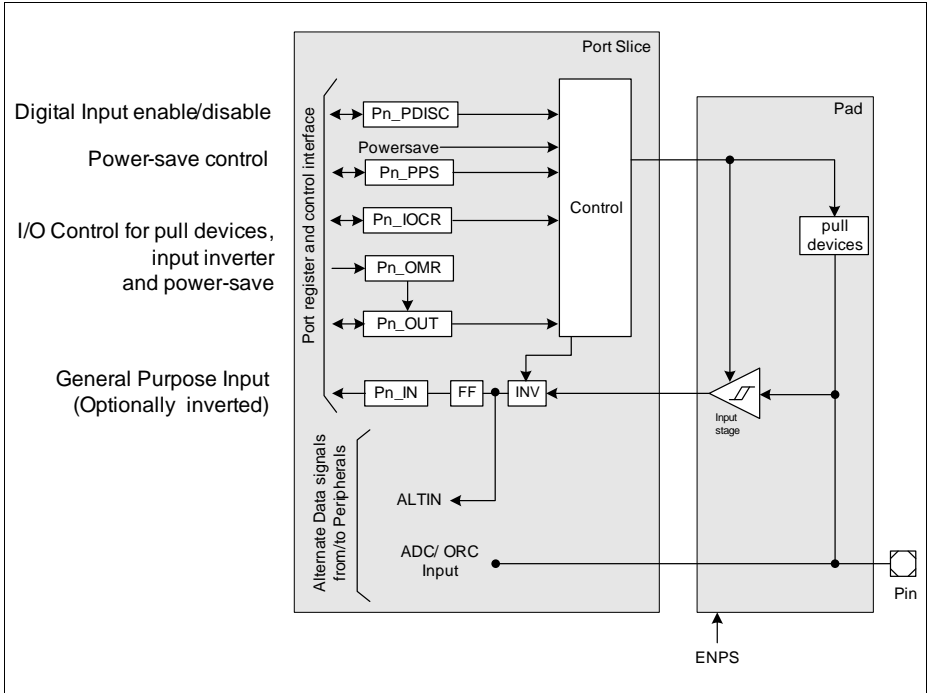 Port Slice
Pad
Digital Input enable/disable
Power-save control
I/O Control for pull devices,
input inverter
and power-save
General Purpose Input
(Optionally inverted)
Port register and control interface
Pn_PDISC
Powersave
Pn_PPS
Pn_IOCR
Pn_OMR
Pn_OUT
Control
pull
devices
Pn_IN
FF
INV
Input
stage
Alternate Data signals
from/to Peripherals
ALTIN
ADC/ ORC
Input
Pin
ENPS